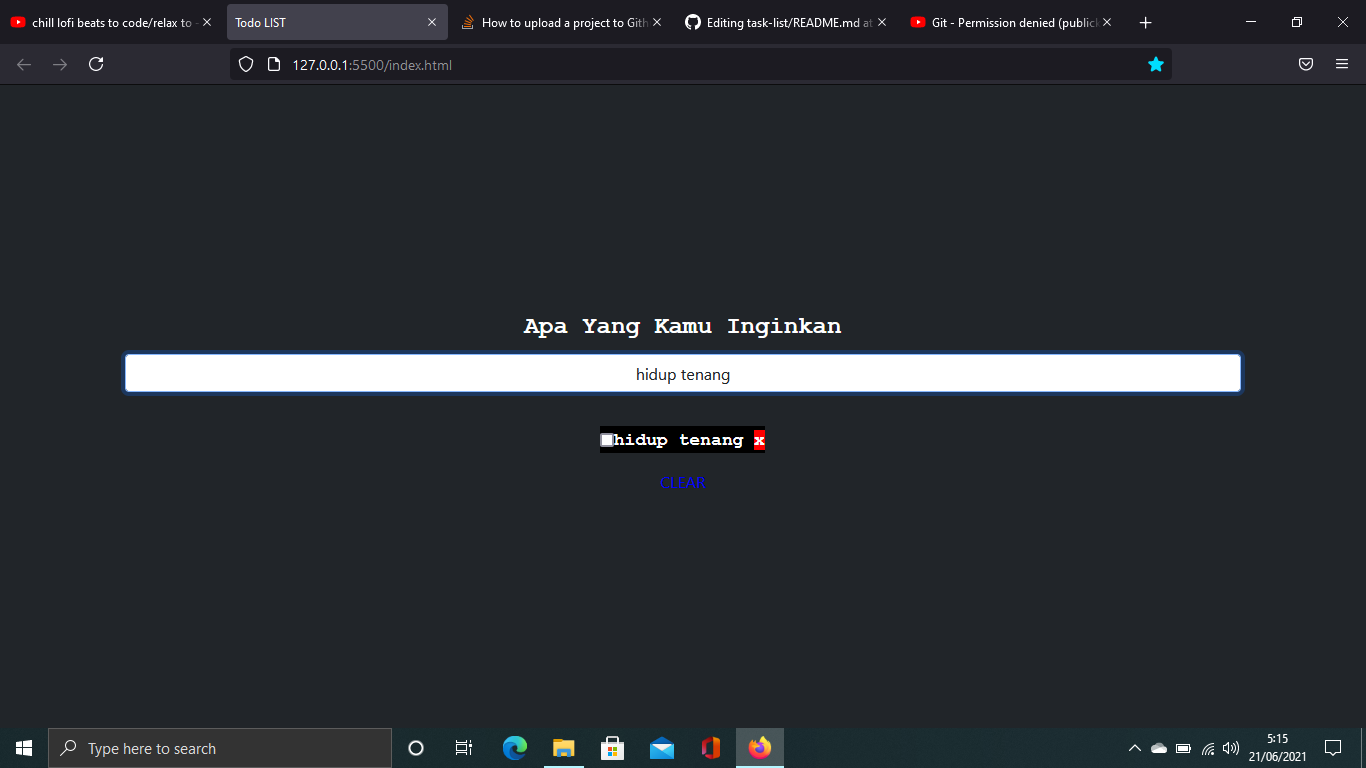 chill lofi beats to code/relax to -
Todo LIST
How to upload a project to Gith
Editing task-list/README.md at
Git - Permission denied (publick
127.0.0.1:5500/index.html
Apa Yang Kamu Inginkan
hidup tenang
hidup tenang x
CLEAR
Type here to search
5:15
21/06/2021